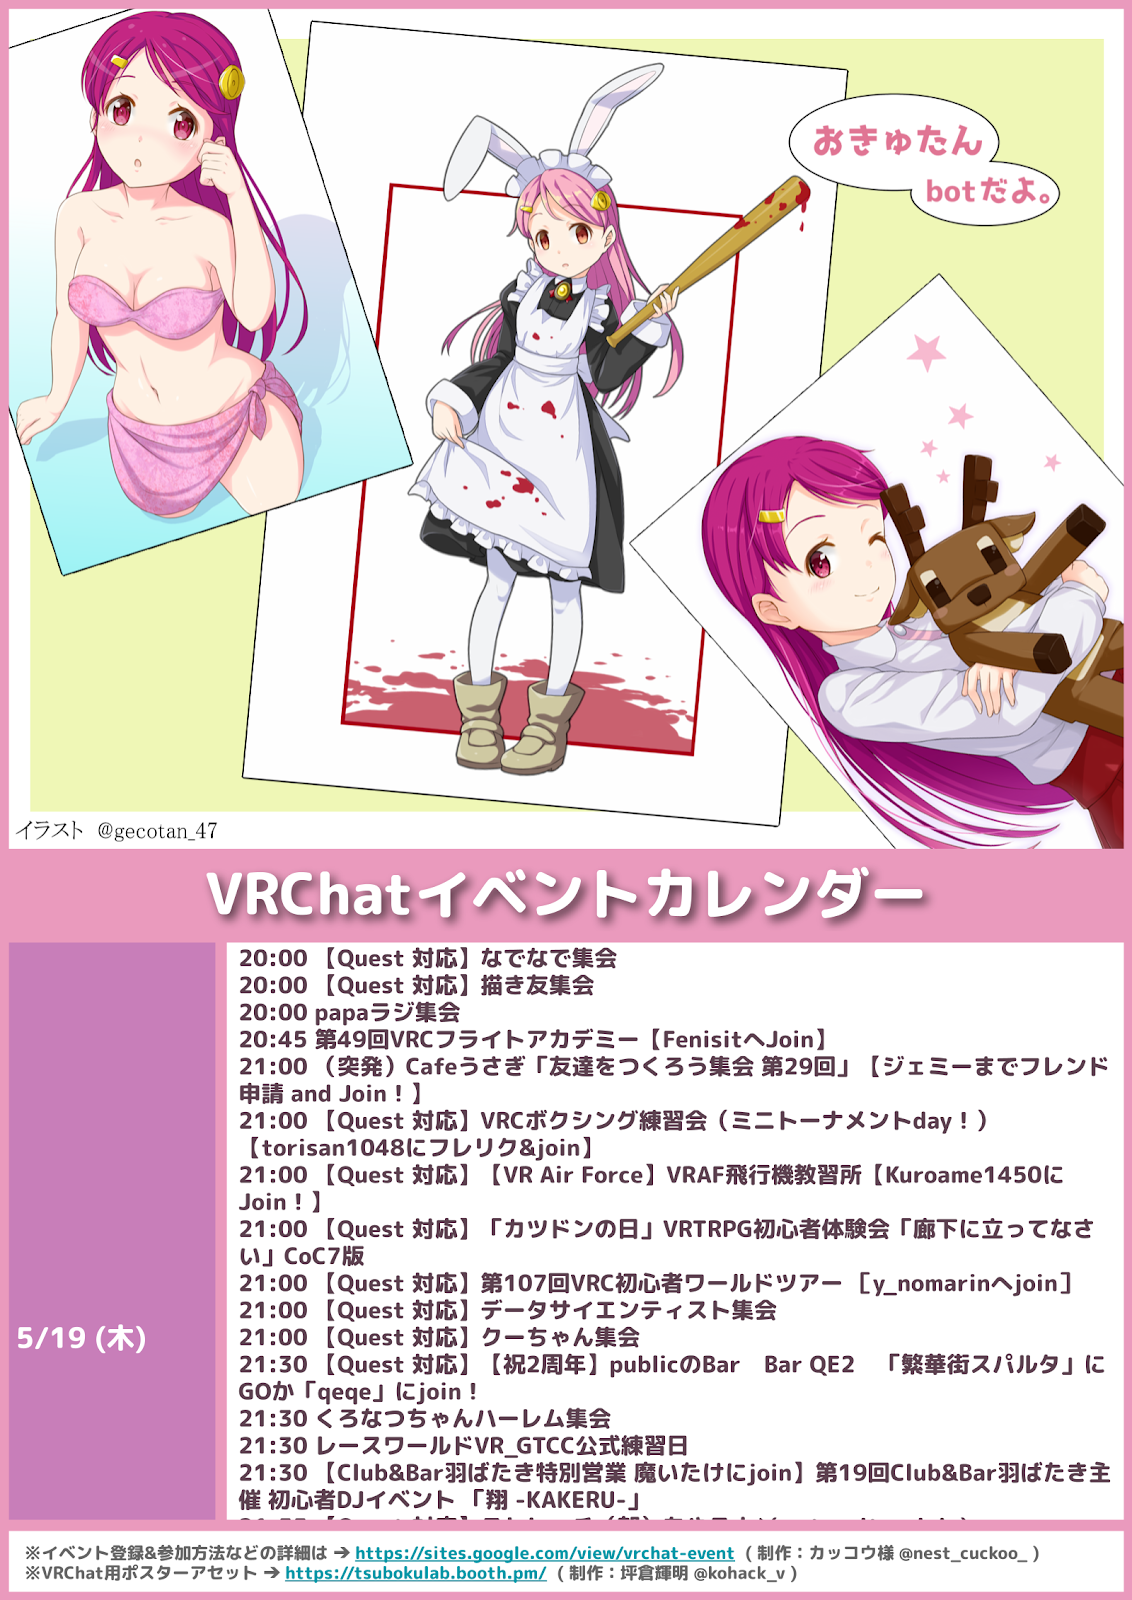 おきゅたん
botだよ。
イラスト @gecotan_47
VRChatイベントカレンダー
5/19 (木)
20:00 【Quest 対応】なでなで集会
20:00 【Quest 対応】描き友集会
20:00 papaラジ集会
20:45 第49回VRCフライトアカデミー【FenisitへJoin】
21:00 （突発）Cafeうさぎ「友達をつくろう集会 第29回」【ジェミーまでフレンド
申請 and Join！】
21:00 【Quest 対応】VRCボクシング練習会（ミニトーナメントday！）
【torisan1048にフレリク&join】
21:00 【Quest 対応】【VR Air Force】VRAF飛行機教習所【Kuroame1450に
Join！】
21:00 【Quest 対応】「カツドンの日」VRTRPG初心者体験会「廊下に立ってなさ
い」CoC7版
21:00 【Quest 対応】第107回VRC初心者ワールドツアー ［y_nomarinへjoin］
21:00 【Quest 対応】データサイエンティスト集会
21:00 【Quest 対応】クーちゃん集会
21:30 【Quest 対応】【祝2周年】publicのBar　Bar QE2　「繁華街スパルタ」に
GOか「qeqe」にjoin！
21:30 くろなつちゃんハーレム集会
21:30 レースワールドVR_GTCC公式練習日
21:30 【Club&Bar羽ばたき特別営業 魔いたけにjoin】第19回Club&Bar羽ばたき主
催 初心者DJイベント 「翔 -KAKERU-」
※イベント登録&参加方法などの詳細は ➔ https://sites.google.com/view/vrchat-event （ 制作：カッコウ様 @nest_cuckoo_ ）
※VRChat用ポスターアセット ➔ https://tsubokulab.booth.pm/ （ 制作：坪倉輝明 @kohack_v ）